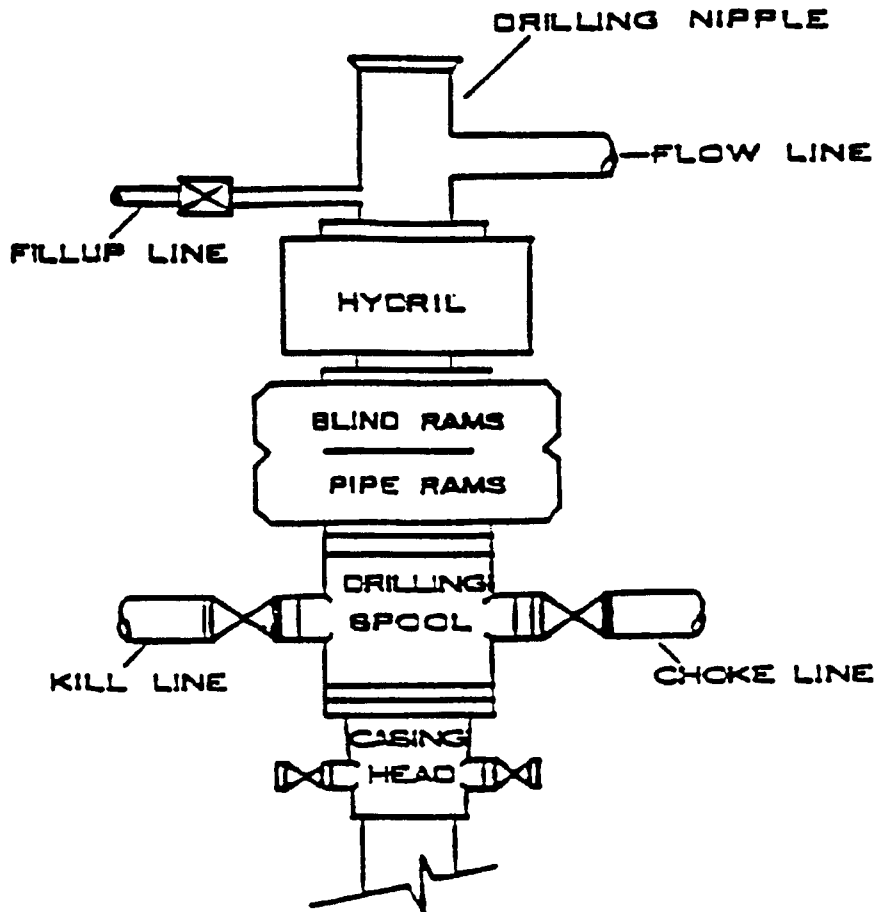 DRILLING NIPPLE
FLOW LINE
FILLUP LINE
HYDRIL
BLIND RAMS
PIPE RAMS
DRILLING
SPOOL
KILL LINE
CHOKE LINE
CASING
HEAD